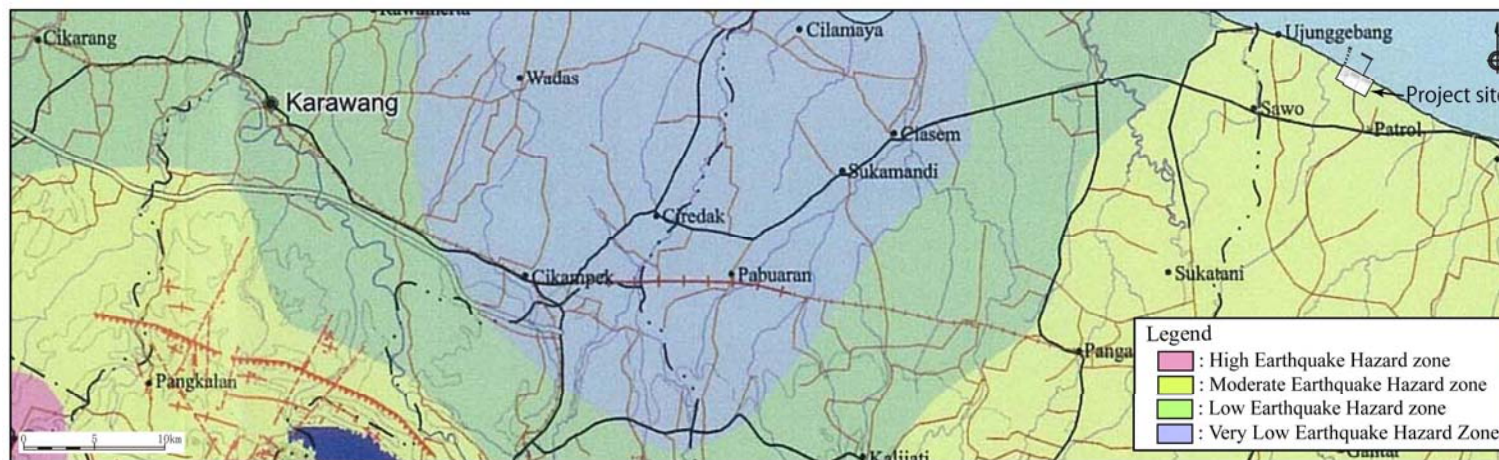 Rawamerta
Cikarang
Cilamaya
Ujunggebang
Wadas
Karawang
Project site
Sawo
Patrol
Ciasem
Sukamandi
Ciredak
Cikampek
Pabuaran
Sukatani
Legend
: High Earthquake Hazard zone
: Moderate Earthquake Hazard zone
: Low Earthquake Hazard zone
: Very Low Earthquake Hazard Zone
Panga
Pangkalan
0 5 10km
Kalijati